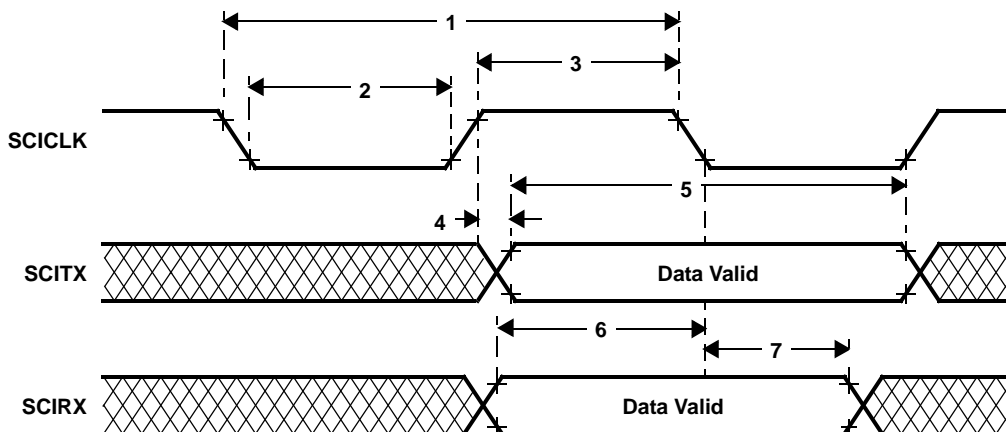 1
3
2
SCICLK
5
4
SCITX
Data Valid
6
7
SCIRX
Data Valid